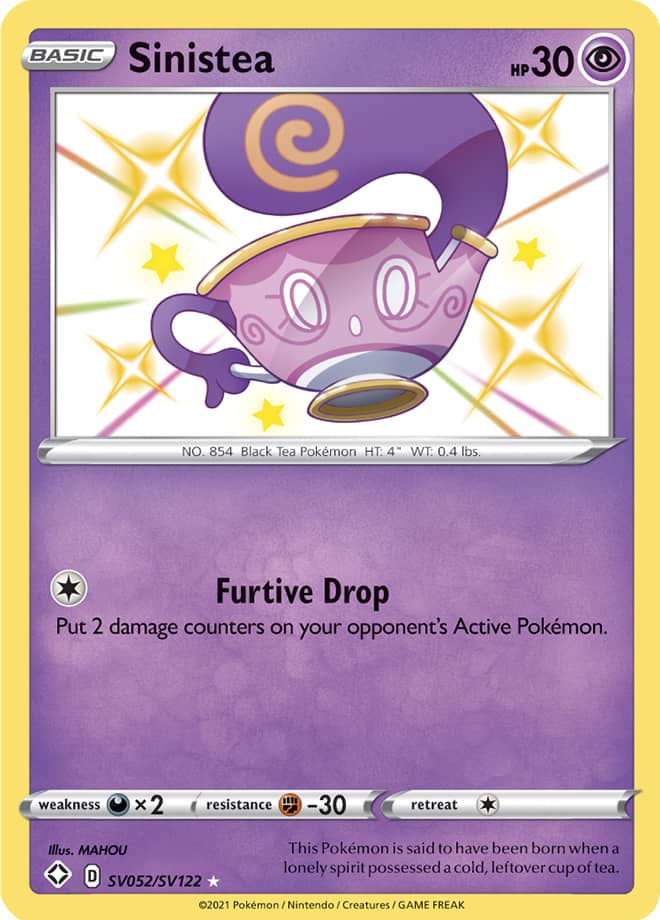 BASIC Sinistea HP30
NO. 854 Black Tea Pokémon HT: 4" WT: 0.4 lbs.
Furtive Drop
Put 2 damage counters on your opponent's Active Pokémon.
weakness ×2 resistance -30 retreat
Illus. MAHOU
D SV052/SV122
This Pokémon is said to have been born when a
lonely spirit possessed a cold, leftover cup of tea.
©2021 Pokémon / Nintendo / Creatures / GAME FREAK